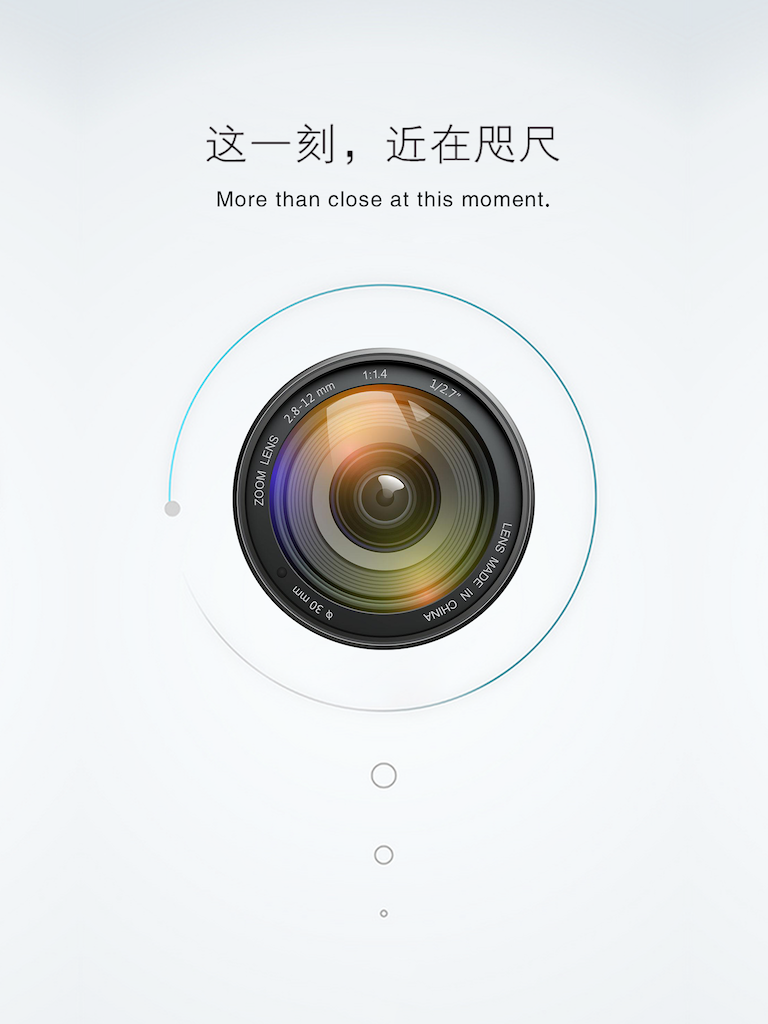 这一刻，近在咫尺
More than close at this moment.
ZOOM LENS 2.8-12 mm 1:1.4 1/2.7"
LENS MADE IN CHINA
φ 30 mm